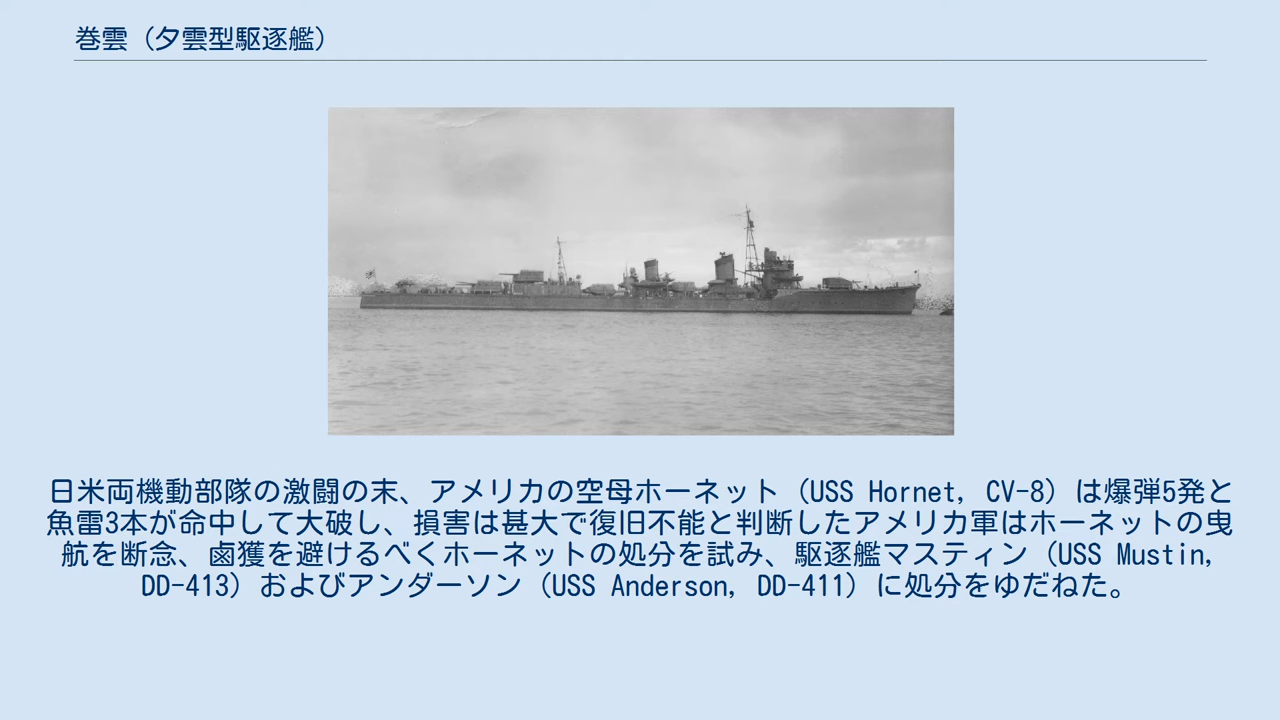 巻雲（夕雲型駆逐艦）
日米両機動部隊の激闘の末、アメリカの空母ホーネット（USS Hornet, CV-8）は爆弾5発と
魚雷3本が命中して大破し、損害は甚大で復旧不能と判断したアメリカ軍はホーネットの曳
航を断念、鹵獲を避けるべくホーネットの処分を試み、駆逐艦マスティン（USS Mustin,
DD-413）およびアンダーソン（USS Anderson, DD-411）に処分をゆだねた。